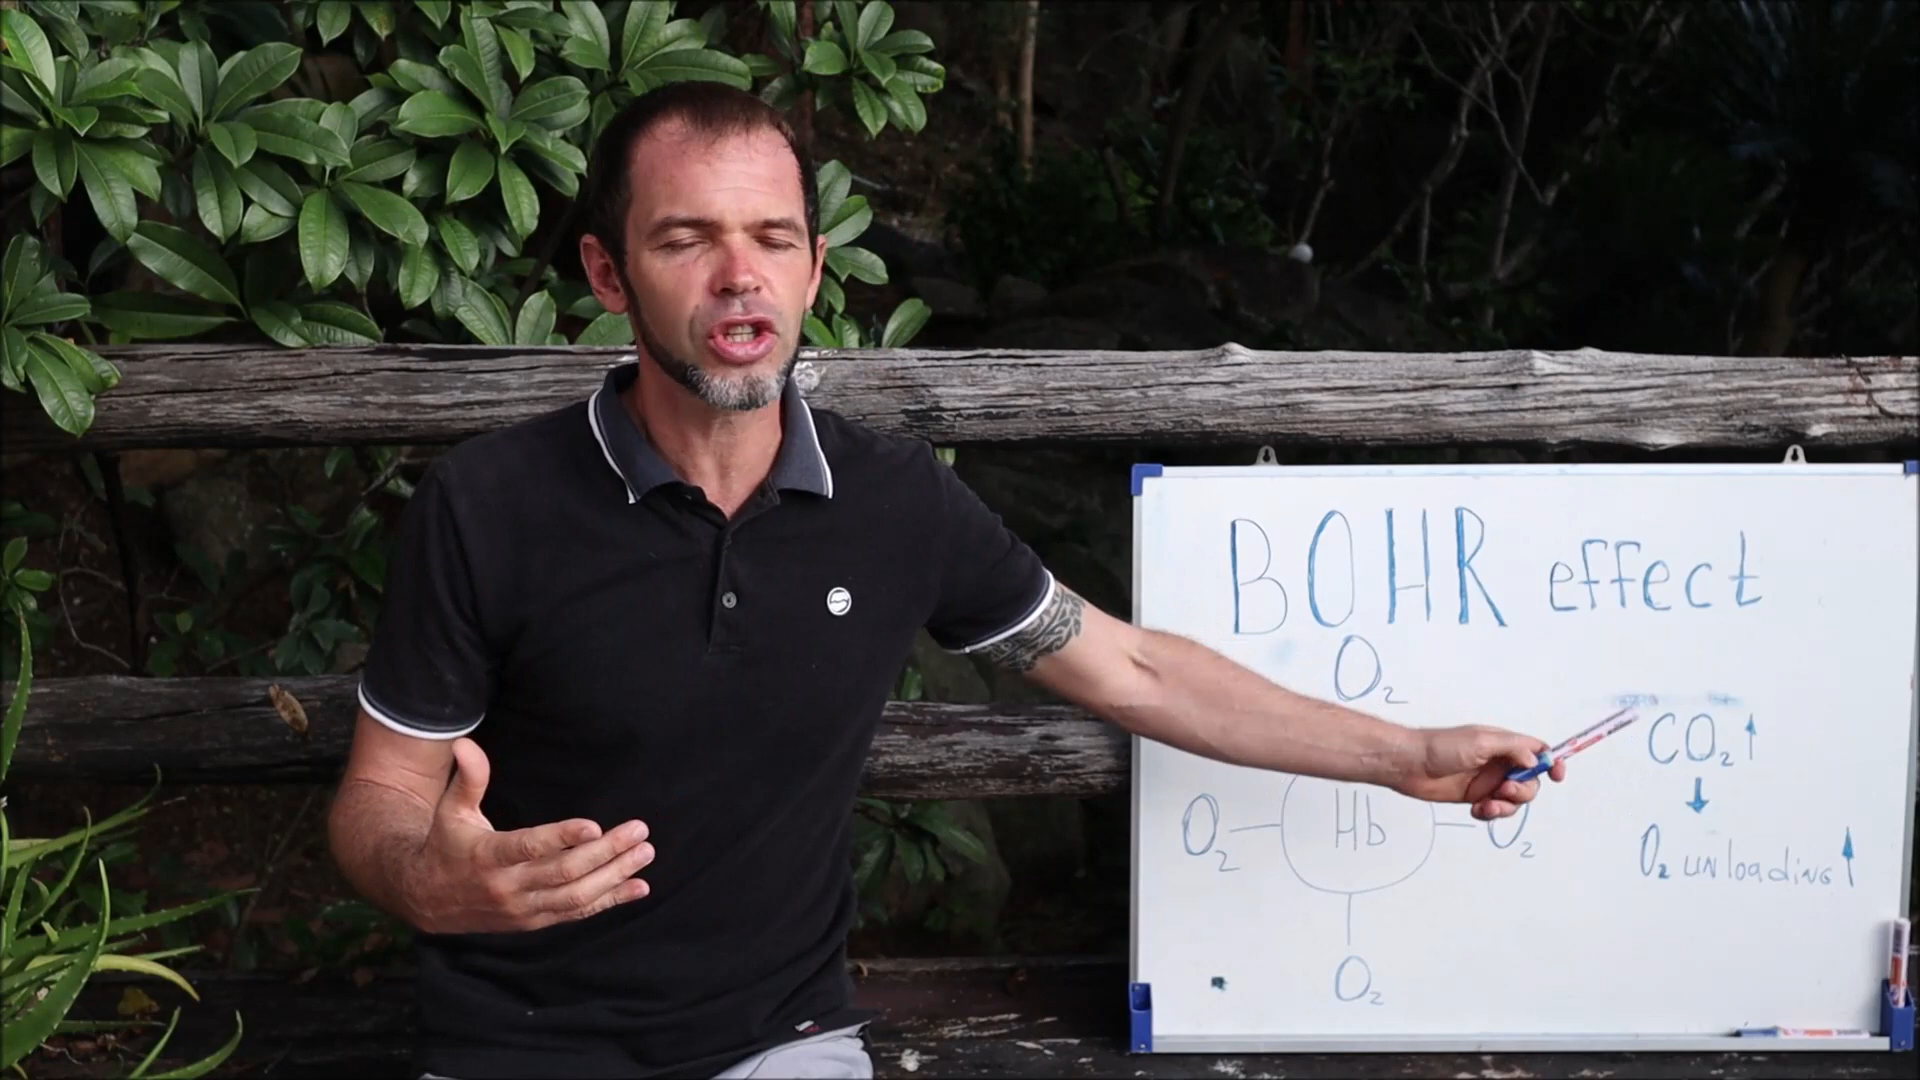 BOHR effect
O₂
CO₂↑
↓
O₂ Hb O₂
O₂ unloading↑
O₂